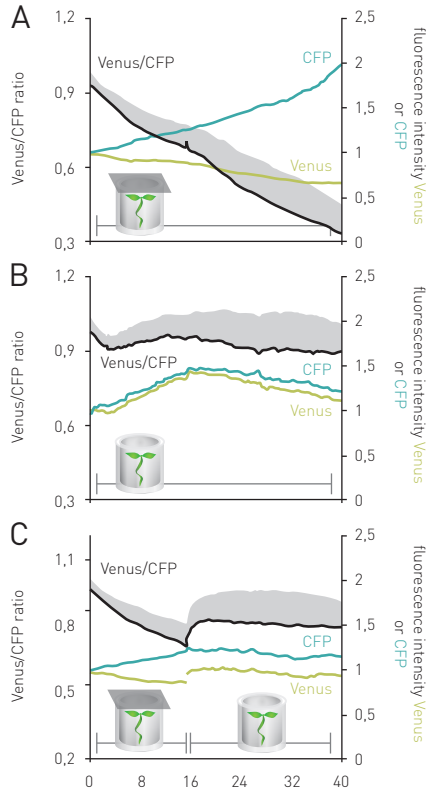 A
1,2
0,9
0,6
0,3
Venus/CFP ratio
Venus/CFP
CFP
Venus
2,5
2
1,5
1
0,5
0
fluorescence intensity Venus
or CFP
B
1,2
0,9
0,6
0,3
Venus/CFP ratio
Venus/CFP
CFP
Venus
2,5
2
1,5
1
0,5
0
fluorescence intensity Venus
or CFP
C
1,1
0,8
0,5
0,2
Venus/CFP ratio
Venus/CFP
CFP
Venus
2,5
2
1,5
1
0,5
0
fluorescence intensity Venus
or CFP
0 8 16 24 32 40